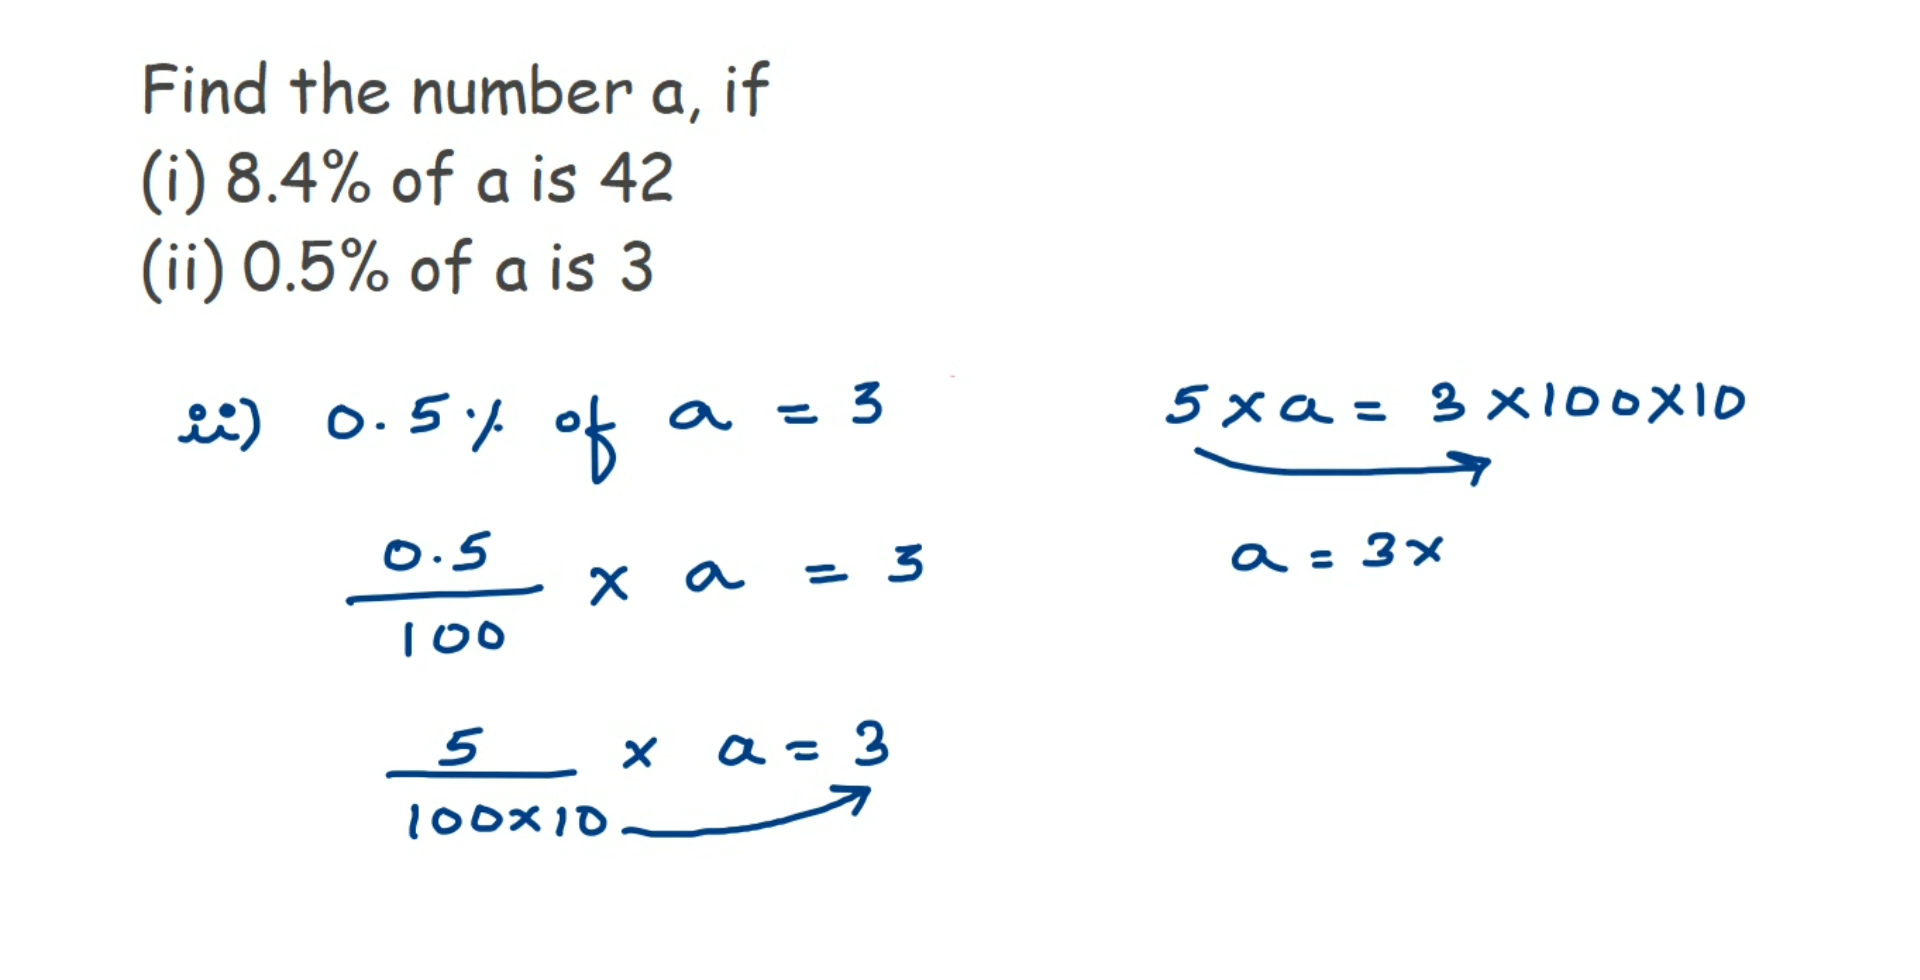 Find the number a, if
(i) 8.4% of a is 42
(ii) 0.5% of a is 3
ii) 0.5% of a = 3
0.5
100
× a = 3
5
100×10
× a = 3
5 × a = 3 ×100×10
a = 3×